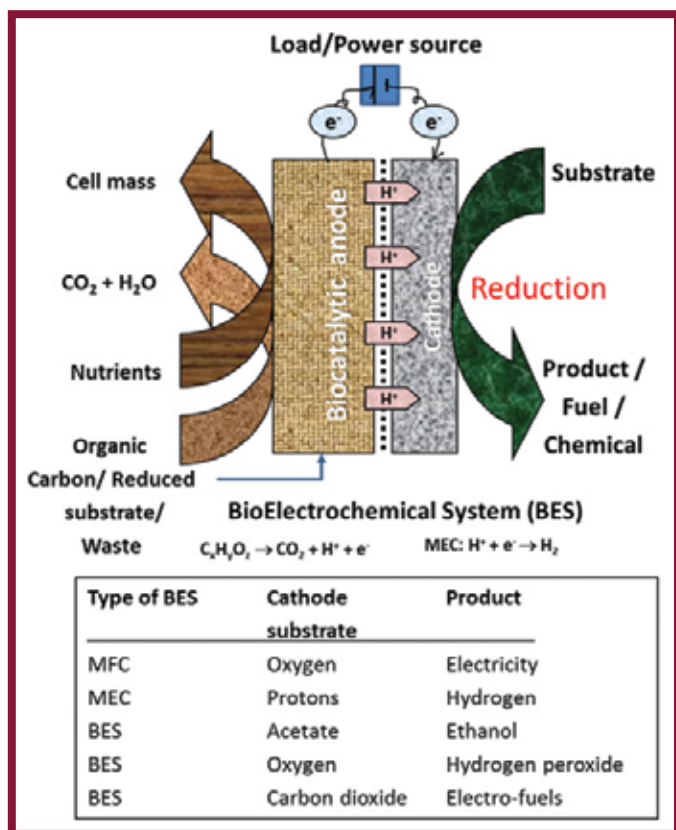 Load/Power source
e⁻
e⁻
Cell mass
CO₂ + H₂O
Nutrients
Organic
Carbon/ Reduced
substrate/
Waste
Biocatalytic anode
H⁺
H⁺
H⁺
H⁺
Cathode
Substrate
Reduction
Product /
Fuel /
Chemical
BioElectrochemical System (BES)
CₓHᵧO₂ → CO₂ + H⁺ + e⁻
MEC: H⁺ + e⁻ → H₂
Type of BES Cathode Product
substrate
MFC Oxygen Electricity
MEC Protons Hydrogen
BES Acetate Ethanol
BES Oxygen Hydrogen peroxide
BES Carbon dioxide Electro-fuels